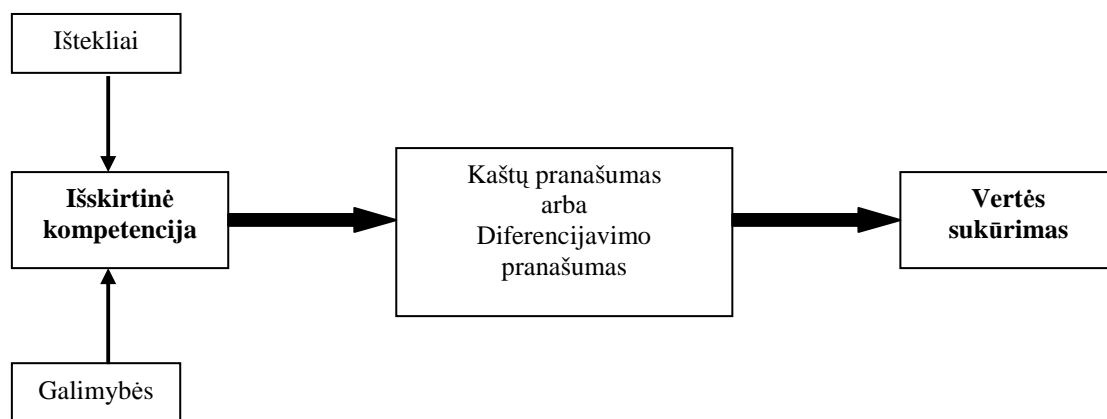 Ištekliai
Išskirtinė
kompetencija
Kaštų pranašumas
arba
Diferencijavimo
pranašumas
Vertės
sukūrimas
Galimybės